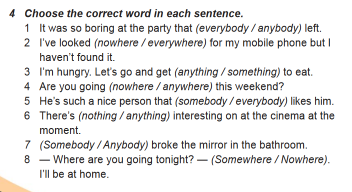 4 Choose the correct word in each sentence.
1 It was so boring at the party that (everybody / anybody) left.
2 I've looked (nowhere / everywhere) for my mobile phone but I
haven't found it.
3 I'm hungry. Let's go and get (anything / something) to eat.
4 Are you going (nowhere / anywhere) this weekend?
5 He's such a nice person that (somebody / everybody) likes him.
6 There's (nothing / anything) interesting on at the cinema at the
moment.
7 (Somebody / Anybody) broke the mirror in the bathroom.
8 — Where are you going tonight? — (Somewhere / Nowhere).
I'll be at home.